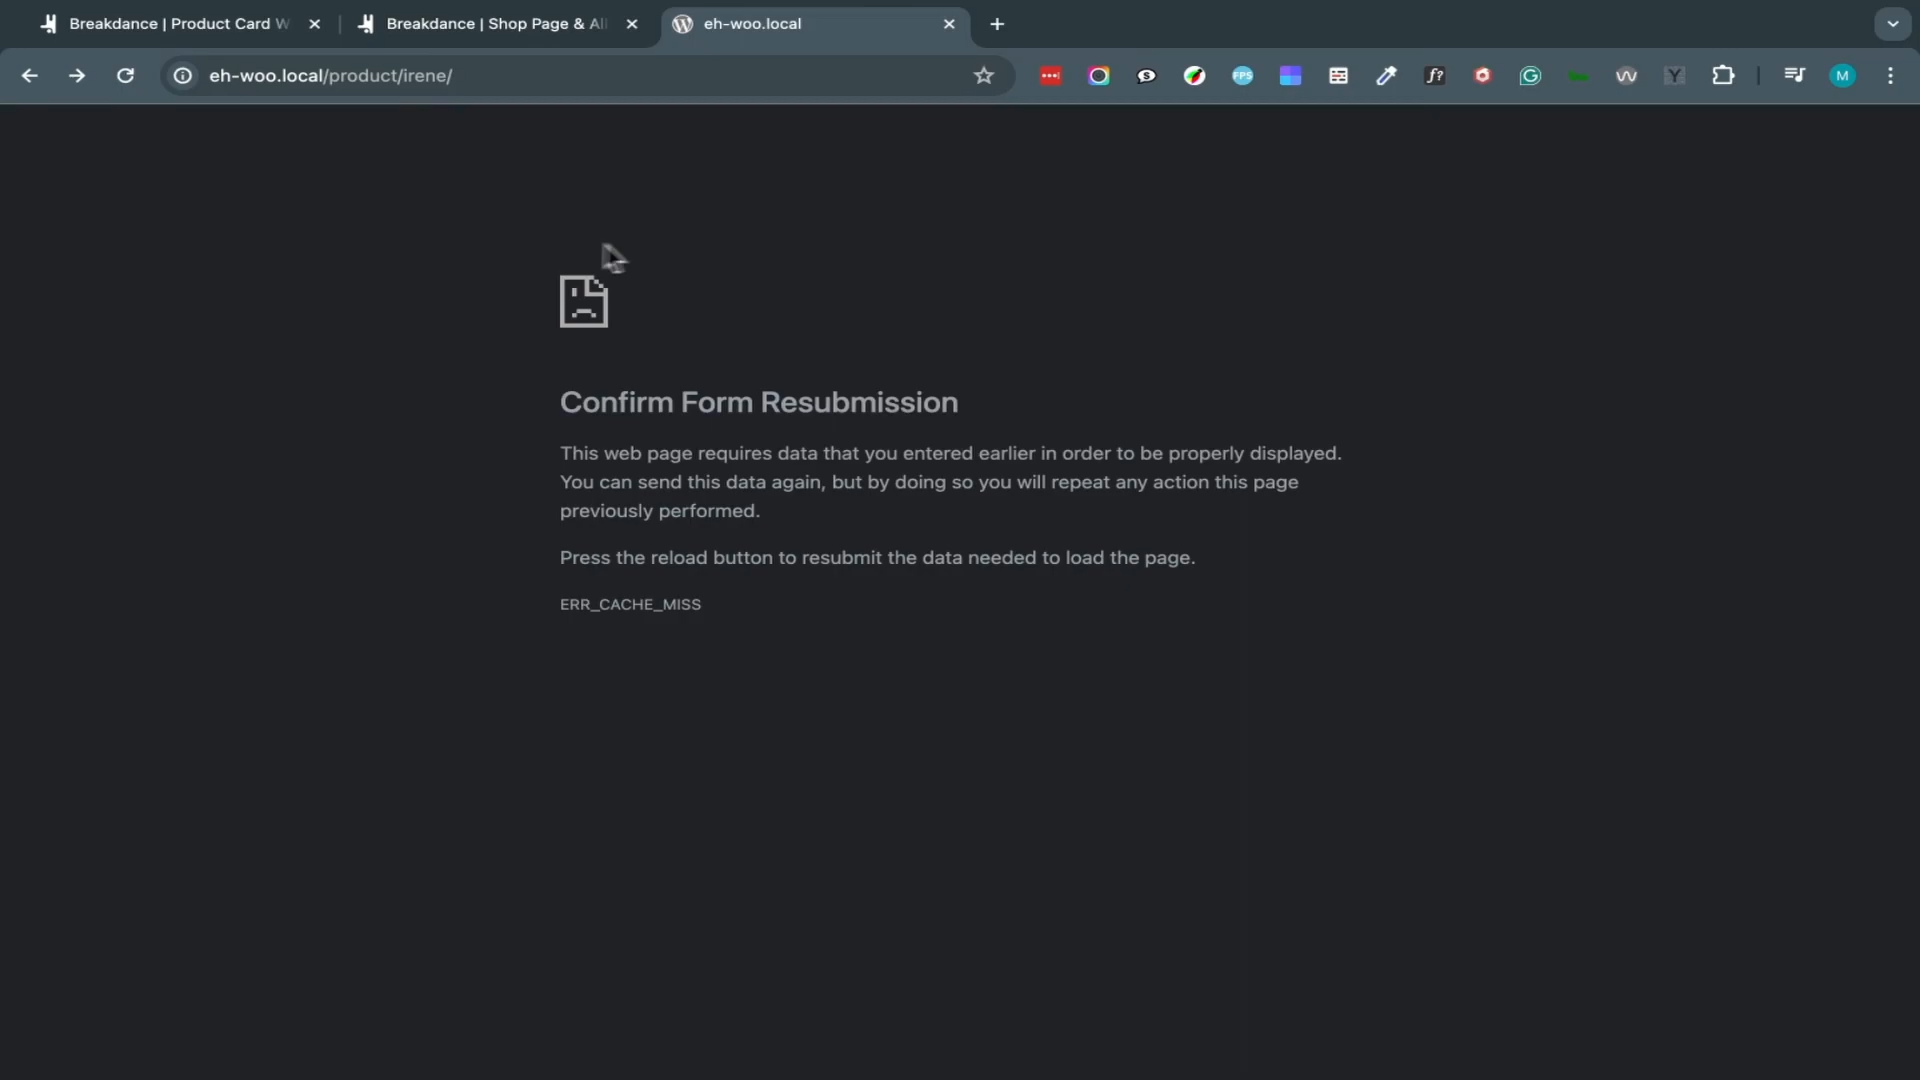 Breakdance | Product Card W
Breakdance | Shop Page & All
eh-woo.local
eh-woo.local/product/irene/
FPS
f?
M
Confirm Form Resubmission
This web page requires data that you entered earlier in order to be properly displayed.
You can send this data again, but by doing so you will repeat any action this page
previously performed.
Press the reload button to resubmit the data needed to load the page.
ERR_CACHE_MISS